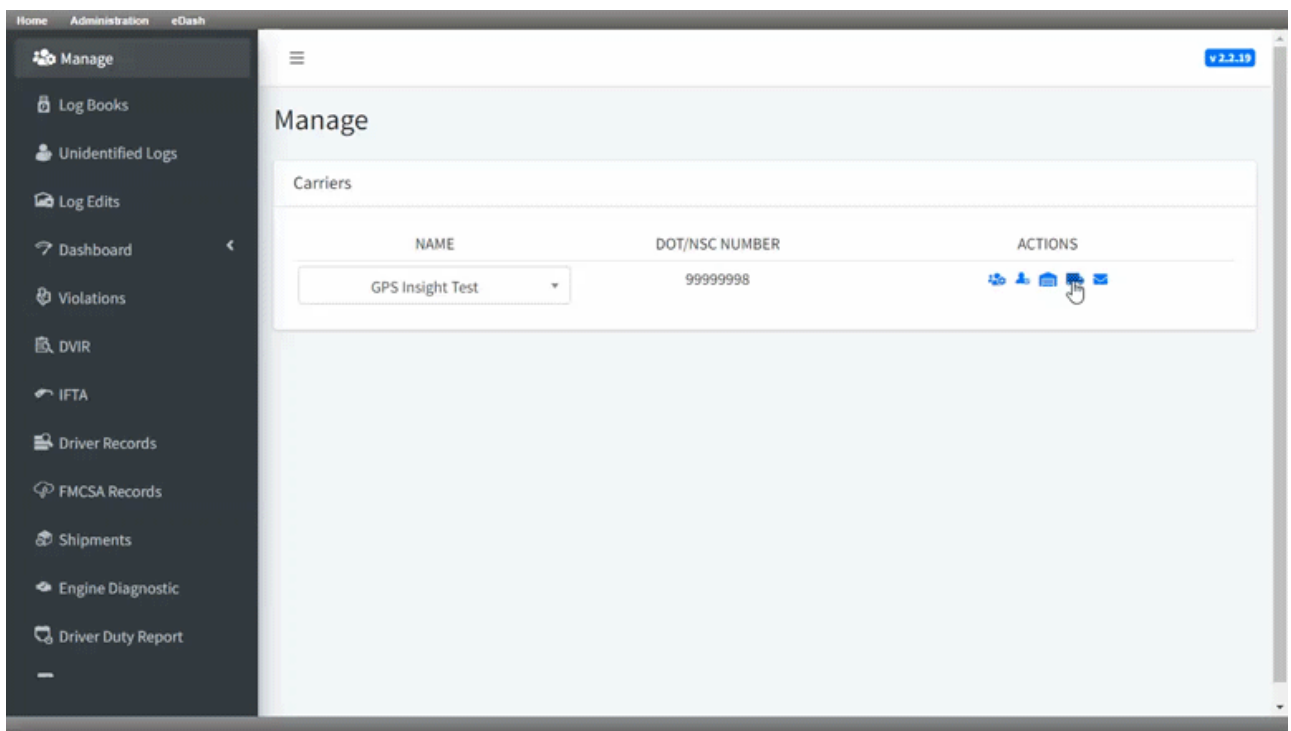 Home Administration eDash
Manage
Log Books
Unidentified Logs
Log Edits
Dashboard
Violations
DVIR
IFTA
Driver Records
FMCSA Records
Shipments
Engine Diagnostic
Driver Duty Report
v 2.2.19
Manage
Carriers
NAME DOT/NSC NUMBER ACTIONS
GPS Insight Test 99999998